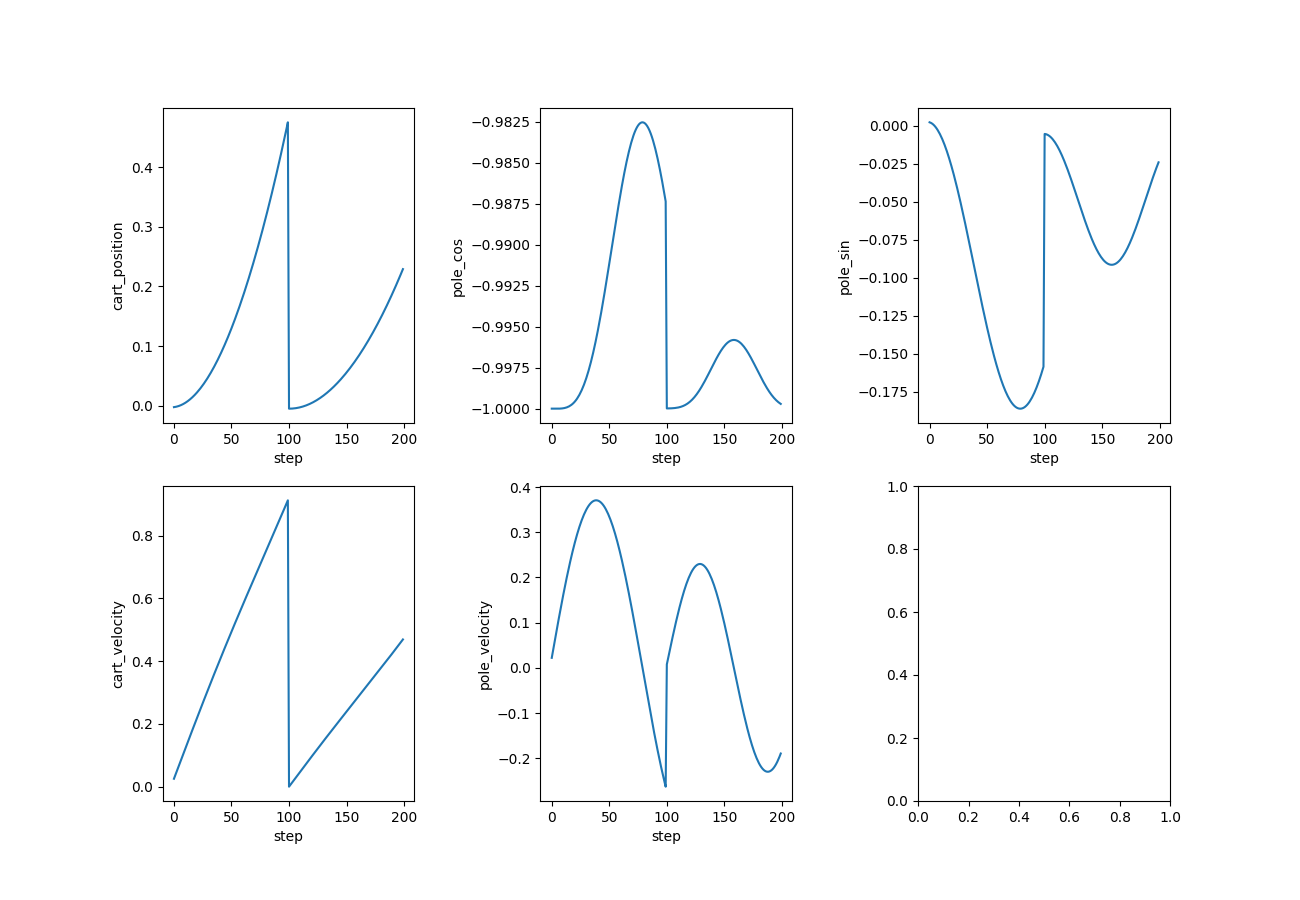 cart_position
0.4
0.3
0.2
0.1
0.0
0 50 100 150 200
step
pole_cos
−0.9825
−0.9850
−0.9875
−0.9900
−0.9925
−0.9950
−0.9975
−1.0000
0 50 100 150 200
step
pole_sin
0.000
−0.025
−0.050
−0.075
−0.100
−0.125
−0.150
−0.175
0 50 100 150 200
step
cart_velocity
0.8
0.6
0.4
0.2
0.0
0 50 100 150 200
step
pole_velocity
0.4
0.3
0.2
0.1
0.0
−0.1
−0.2
0 50 100 150 200
step
1.0
0.8
0.6
0.4
0.2
0.0
0.0 0.2 0.4 0.6 0.8 1.0